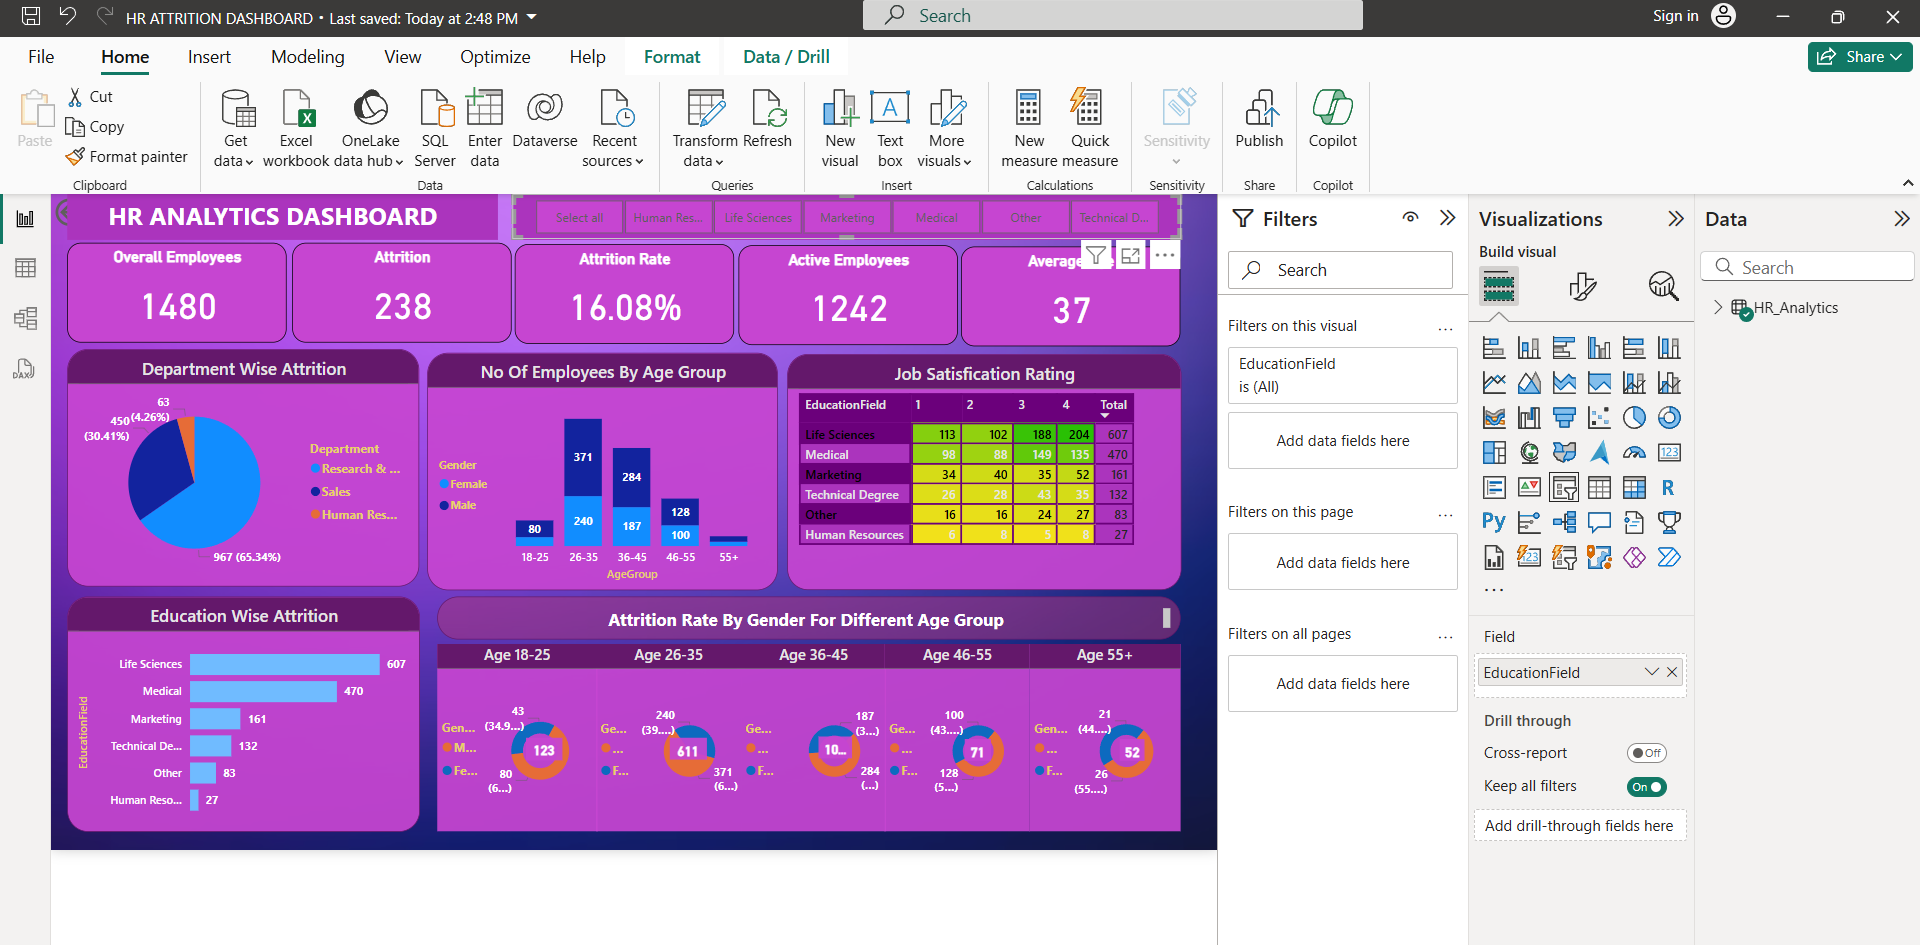 HR ATTRITION DASHBOARD • Last saved: Today at 2:48 PM
Search
Sign in
File
Home
Insert
Modeling
View
Optimize
Help
Format
Data / Drill
Share
Paste
Cut
Copy
Format painter
Clipboard
Get data
Excel workbook
OneLake data hub
SQL Server
Enter data
Dataverse
Recent sources
Data
Transform data
Refresh
Queries
New visual
Text box
More visuals
Insert
New measure
Quick measure
Calculations
Sensitivity
Sensitivity
Publish
Share
Copilot
Copilot
DAX
HR ANALYTICS DASHBOARD
Select all
Human Res...
Life Sciences
Marketing
Medical
Other
Technical D...
Overall Employees
1480
Attrition
238
Attrition Rate
16.08%
Active Employees
1242
Average
37
Department Wise Attrition
63
(4.26%)
450
(30.41%)
967 (65.34%)
Department
Research & ...
Sales
Human Res...
No Of Employees By Age Group
Gender
Female
Male
80
371
240
284
187
128
100
18-25 26-35 36-45 46-55 55+
AgeGroup
Job Satisfication Rating
EducationField 1 2 3 4 Total
Life Sciences 113 102 188 204 607
Medical 98 88 149 135 470
Marketing 34 40 35 52 161
Technical Degree 26 28 43 35 132
Other 16 16 24 27 83
Human Resources 6 8 5 8 27
Education Wise Attrition
EducationField
Life Sciences 607
Medical 470
Marketing 161
Technical De... 132
Other 83
Human Reso... 27
Attrition Rate By Gender For Different Age Group
Age 18-25
Age 26-35
Age 36-45
Age 46-55
Age 55+
Gen...
M...
Fe...
43
(34.9...)
123
80
(6...)
Ge...
...
F...
240
(39....)
611
371
(6...)
Ge...
...
F...
187
(3...)
10...
284
(...)
Ge...
...
F...
100
(43....)
71
128
(5...)
Gen...
...
F...
21
(44....)
52
26
(55....)
Filters
Search
Filters on this visual
EducationField
is (All)
Add data fields here
Filters on this page
Add data fields here
Filters on all pages
Add data fields here
Visualizations
Build visual
123
R
Py
123
Field
EducationField
Drill through
Cross-report
Off
Keep all filters
On
Add drill-through fields here
Data
Search
HR_Analytics